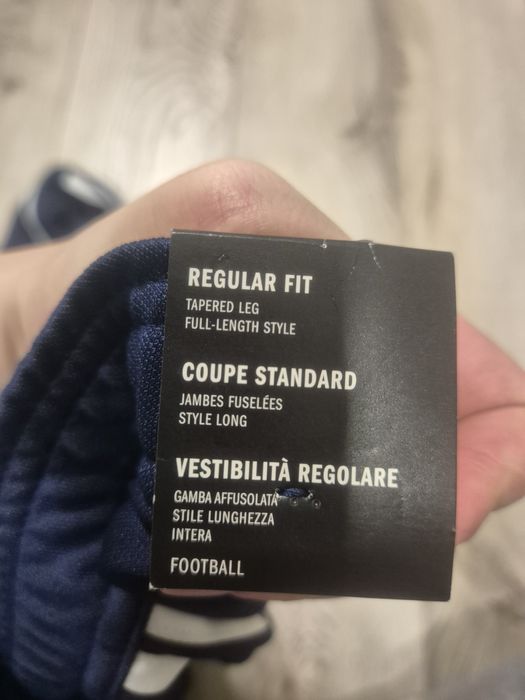 REGULAR FIT
TAPERED LEG
FULL-LENGTH STYLE
COUPE STANDARD
JAMBES FUSELÉES
STYLE LONG
VESTIBILITÀ REGOLARE
GAMBA AFFUSOLATA
STILE LUNGHEZZA
INTERA
FOOTBALL